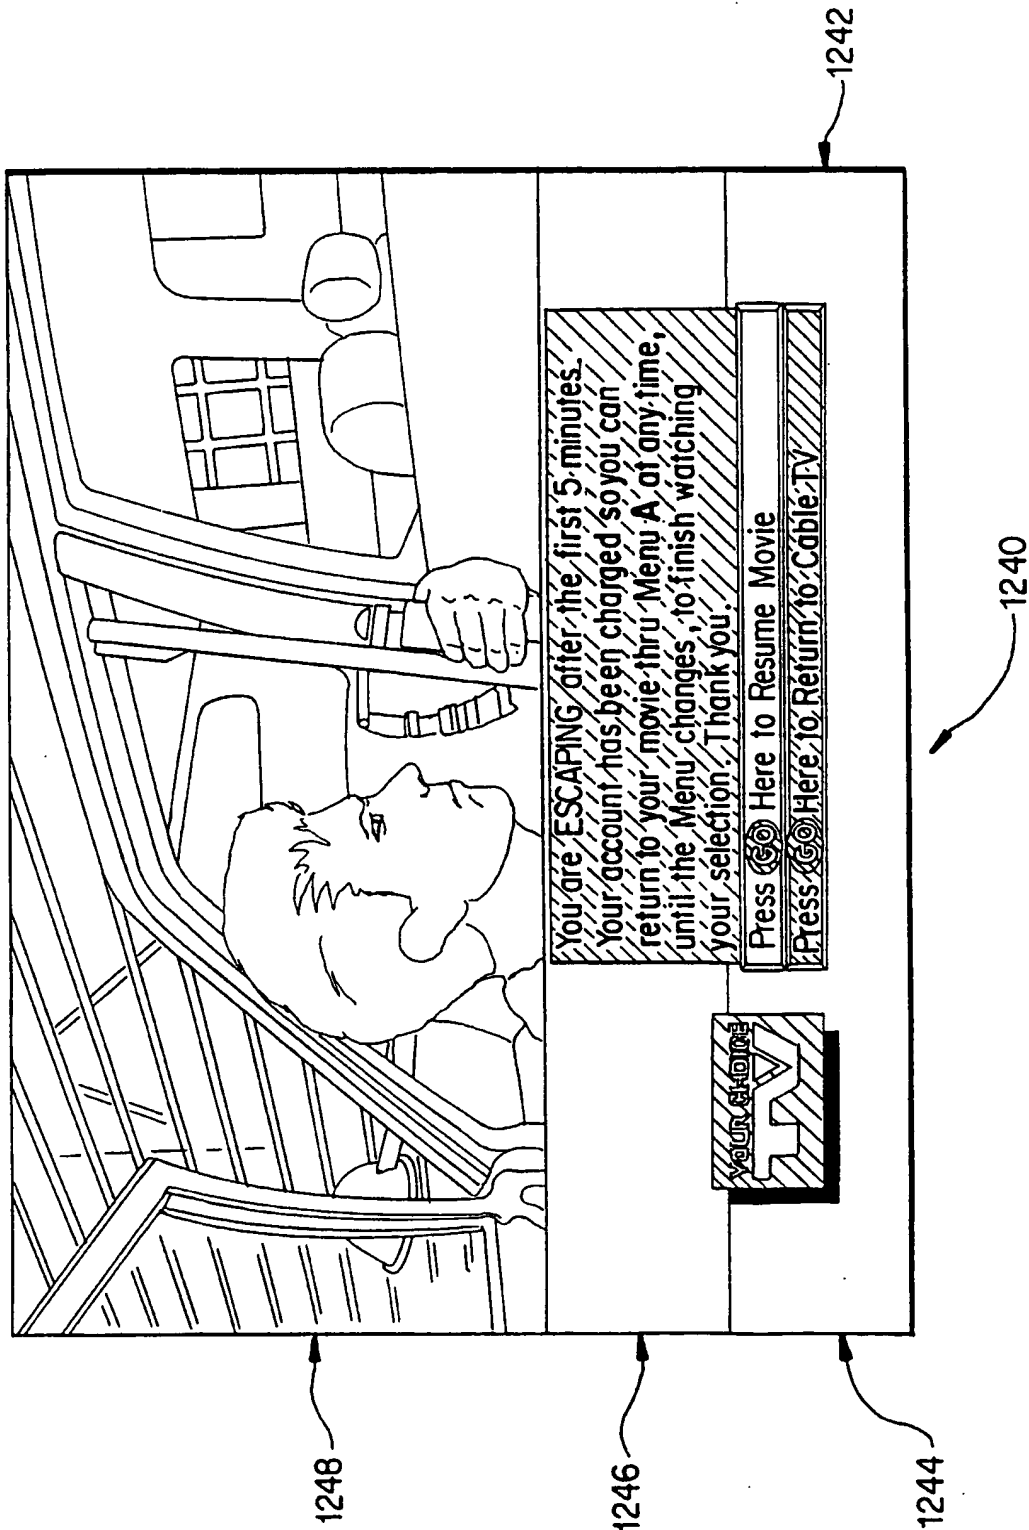 1248
1246
1244
1242
1240
You are ESCAPING after the first 5 minutes.
Your account has been charged so you can
return to your movie thru Menu A at any time,
until the Menu changes, to finish watching
your selection. Thank you.
Press GO Here to Resume Movie
Press GO Here to Return to Cable TV
YOUR CHOICE
TV